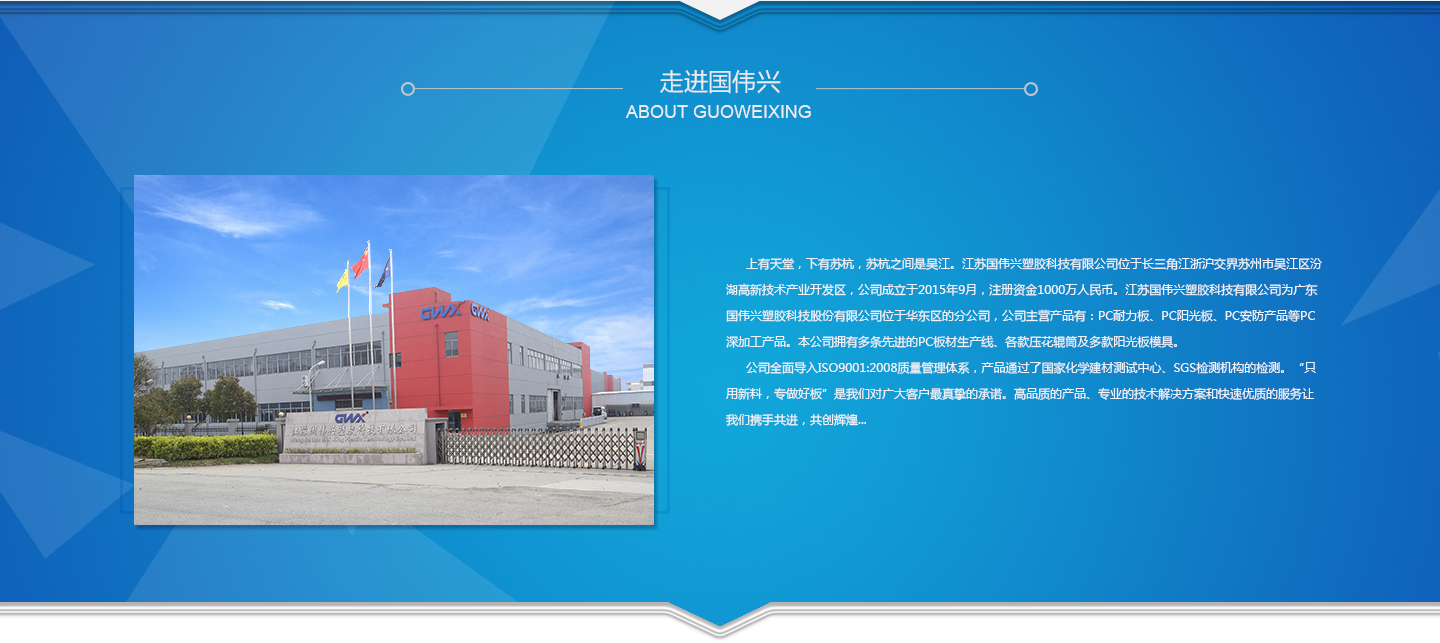 走进国伟兴
ABOUT GUOWEIXING
GWX GWX
GWX
上有天堂，下有苏杭，苏杭之间是吴江。江苏国伟兴塑胶科技有限公司位于长三角江浙沪交界苏州市吴江区汾
湖高新技术产业开发区，公司成立于2015年9月，注册资金1000万人民币。江苏国伟兴塑胶科技有限公司为广东
国伟兴塑胶科技股份有限公司位于华东区的分公司，公司主营产品有：PC耐力板、PC阳光板、PC安防产品等PC
深加工产品。本公司拥有多条先进的PC板材生产线、各款压花辊筒及多款阳光板模具。
公司全面导入ISO9001:2008质量管理体系，产品通过了国家化学建材测试中心、SGS检测机构的检测。“只
用新料，专做好板”是我们对广大客户最真挚的承诺。高品质的产品、专业的技术解决方案和快速优质的服务让
我们携手共进，共创辉煌...